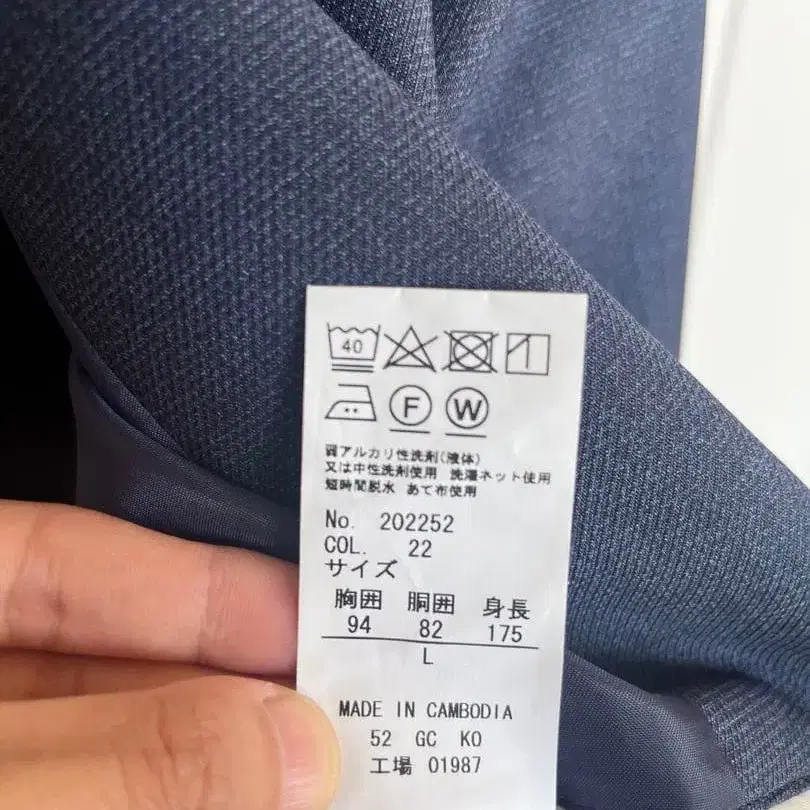 40
F W
弱アルカリ性洗剤(液体)
又は中性洗剤使用 洗濯ネット使用
短時間脱水 あて布使用
No. 202252
COL. 22
サイズ
胸囲 胴囲 身長
94 82 175
L
MADE IN CAMBODIA
52 GC KO
工場 01987